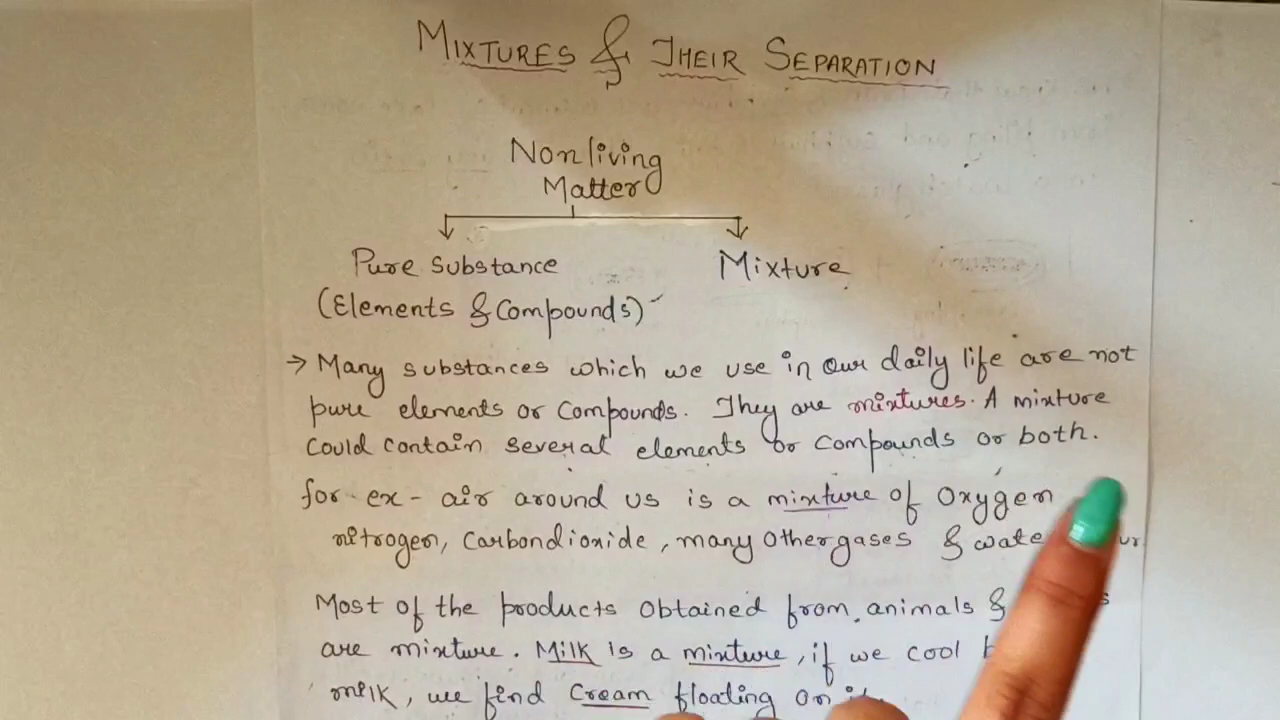 MIXTURES & THEIR SEPARATION
Non living
Matter
Pure Substance
Mixture
(Elements & Compounds)
→ Many substances which we use in our daily life are not
pure elements or compounds. They are mixtures. A mixture
could contain several elements or compounds or both.
for ex - air around us is a mixture of oxygen
nitrogen, carbondioxide, many other gases &
Most of the products obtained from animals &
are mixture. Milk is a mixture, if we cool
milk, we find cream floating on